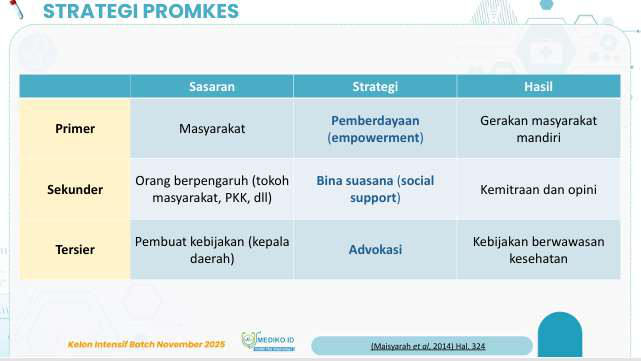 STRATEGI PROMKES
Sasaran
Strategi
Hasil
Primer
Masyarakat
Pemberdayaan
(empowerment)
Gerakan masyarakat
mandiri
Sekunder
Orang berpengaruh (tokoh
masyarakat, PKK, dll)
Bina suasana (social
support)
Kemitraan dan opini
Tersier
Pembuat kebijakan (kepala
daerah)
Advokasi
Kebijakan berwawasan
kesehatan
Kelon Intensif Batch November 2025
MEDIKO.ID
(Maisyarah et al, 2014) Hal. 324